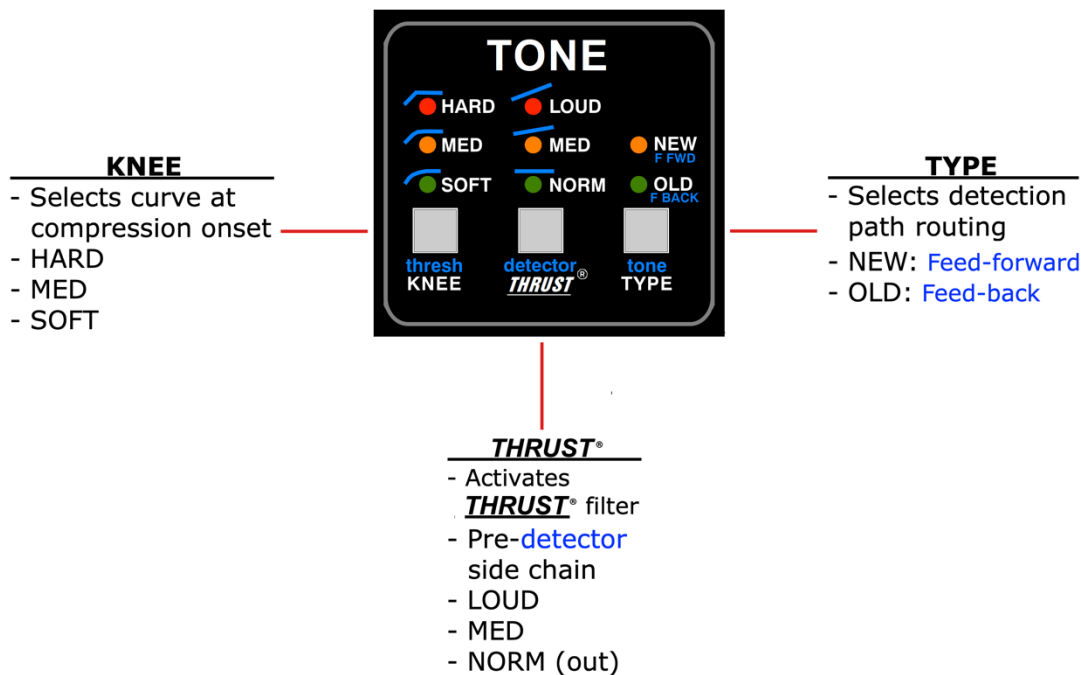 TONE
HARD LOUD
MED MED NEW
F FWD
SOFT NORM OLD
F BACK
thresh detector tone
KNEE THRUST® TYPE
KNEE
- Selects curve at
compression onset
- HARD
- MED
- SOFT
TYPE
- Selects detection
path routing
- NEW: Feed-forward
- OLD: Feed-back
THRUST®
- Activates
THRUST® filter
- Pre-detector
side chain
- LOUD
- MED
- NORM (out)